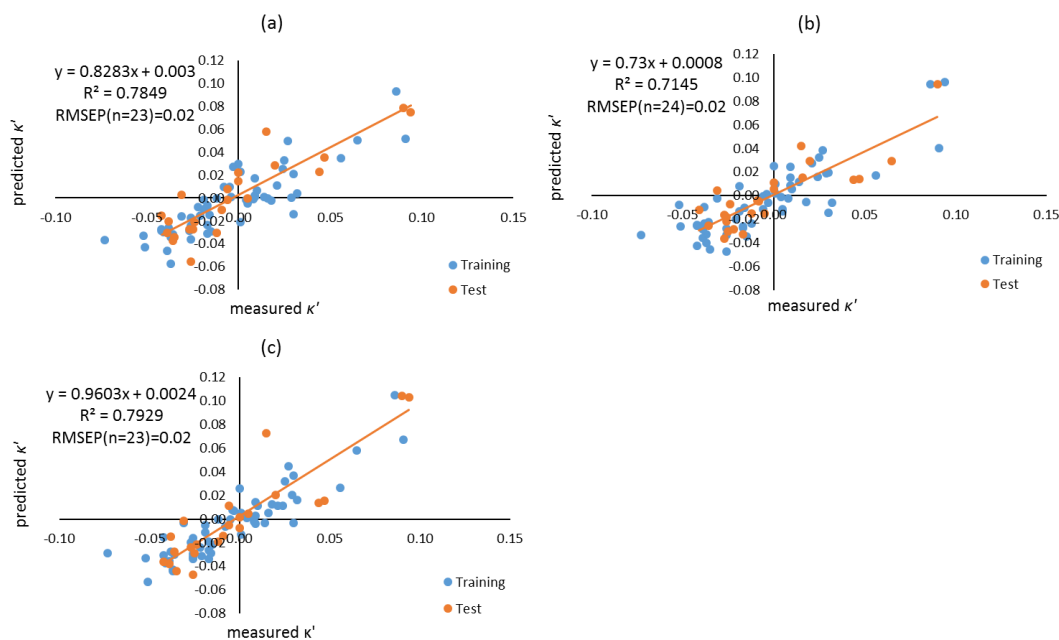 (a)
y = 0.8283x + 0.003
R² = 0.7849
RMSEP(n=23)=0.02
predicted κ′
0.12
0.10
0.08
0.06
0.04
0.02
0.00
-0.02
-0.04
-0.06
-0.08
-0.10
-0.05
0.00
0.05
0.10
0.15
measured κ′
Training
Test
(b)
y = 0.73x + 0.0008
R² = 0.7145
RMSEP(n=24)=0.02
predicted κ′
0.12
0.10
0.08
0.06
0.04
0.02
0.00
-0.02
-0.04
-0.06
-0.08
-0.10
-0.05
0.00
0.05
0.10
0.15
measured κ′
Training
Test
(c)
y = 0.9603x + 0.0024
R² = 0.7929
RMSEP(n=23)=0.02
predicted κ′
0.12
0.10
0.08
0.06
0.04
0.02
0.00
-0.02
-0.04
-0.06
-0.08
-0.10
-0.05
0.00
0.05
0.10
0.15
measured κ'
Training
Test